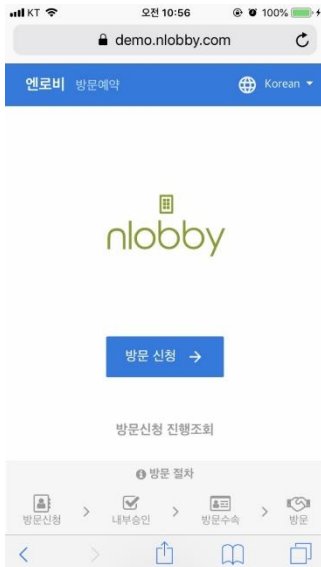 KT 오전 10:56 100%
demo.nlobby.com
엔로비 방문예약 Korean
nlobby
방문 신청 →
방문신청 진행조회
방문 절차
방문신청 > 내부승인 > 방문수속 > 방문